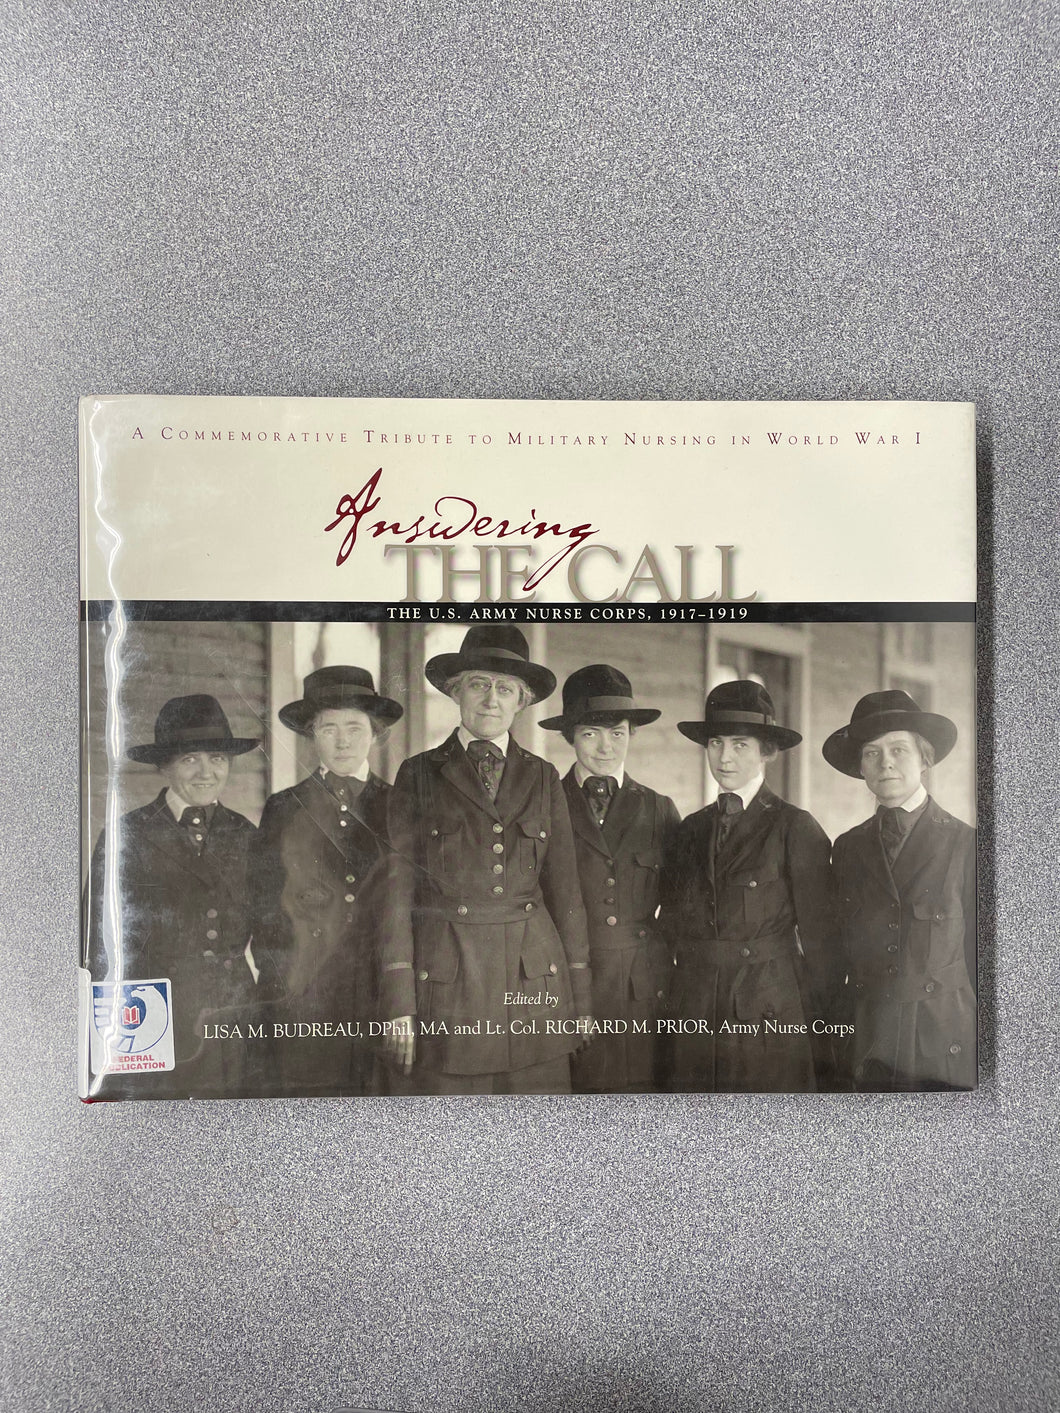 A Commemorative Tribute to Military Nursing in World War I
Answering
THE CALL
THE U.S. ARMY NURSE CORPS, 1917–1919
Edited by
LISA M. BUDREAU, DPhil, MA and Lt. Col. RICHARD M. PRIOR, Army Nurse Corps
FEDERAL
PUBLICATION